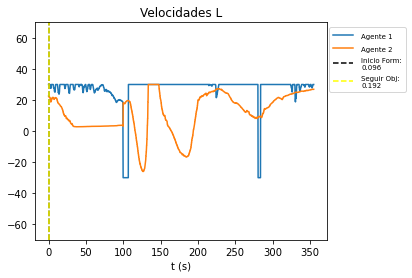 Velocidades L
60
40
20
0
−20
−40
−60
0 50 100 150 200 250 300 350
t (s)
Agente 1
Agente 2
Inicio Form:
0.096
Seguir Obj:
0.192